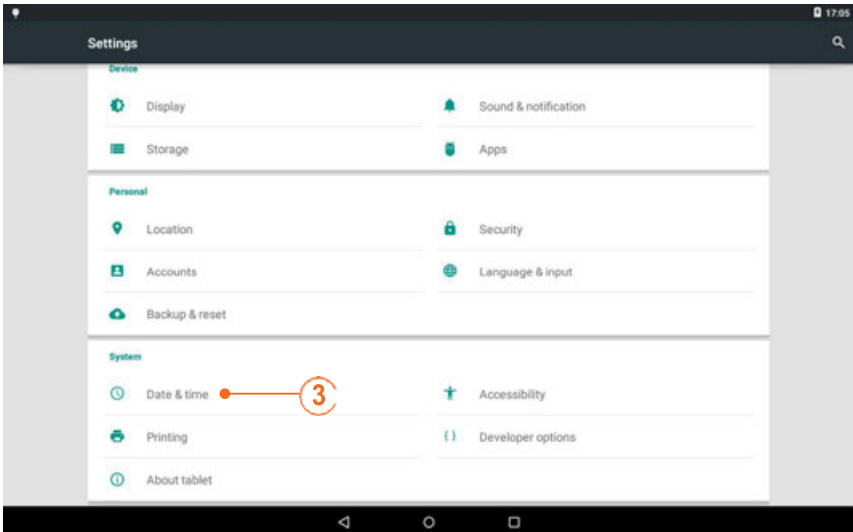 17:05
Settings
Device
Display
Sound & notification
Storage
Apps
Personal
Location
Security
Accounts
Language & input
Backup & reset
System
Date & time
3
Accessibility
Printing
{ } Developer options
About tablet